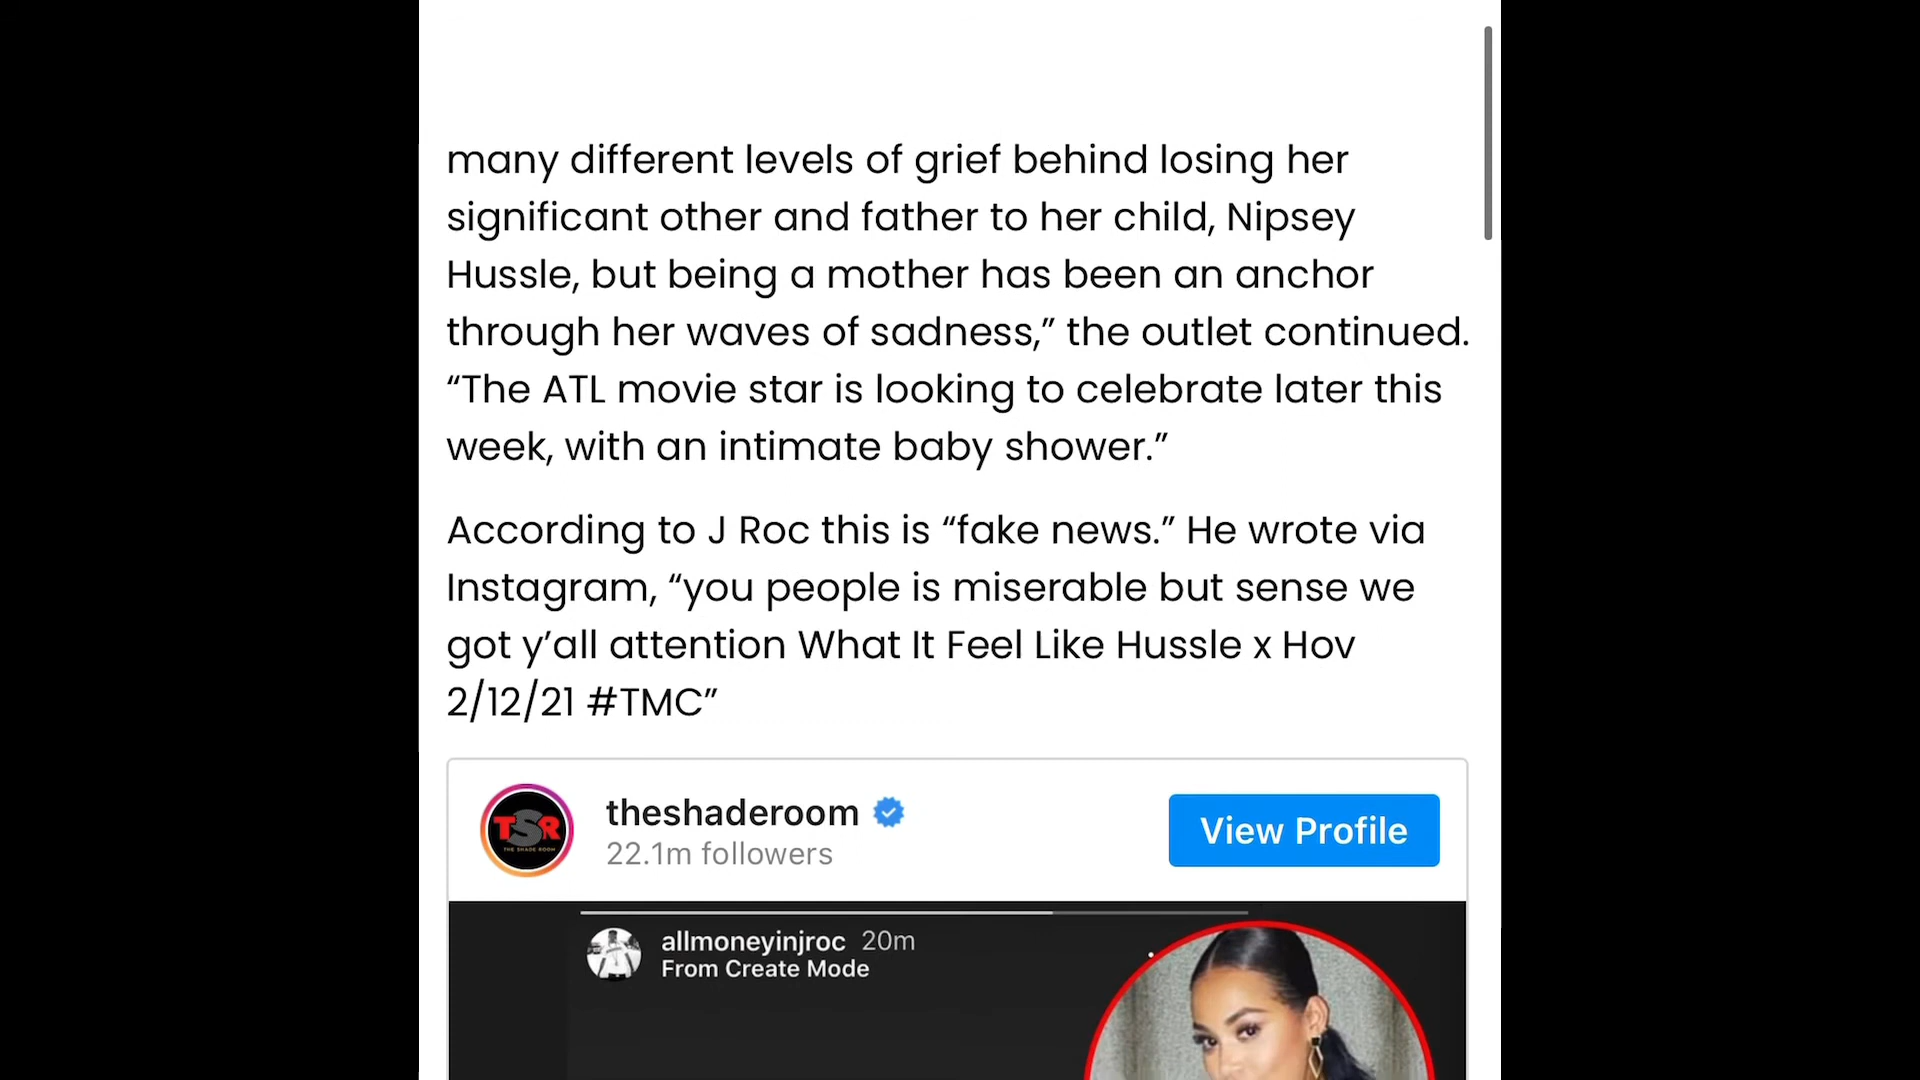 many different levels of grief behind losing her
significant other and father to her child, Nipsey
Hussle, but being a mother has been an anchor
through her waves of sadness,” the outlet continued.
“The ATL movie star is looking to celebrate later this
week, with an intimate baby shower.”
According to J Roc this is “fake news.” He wrote via
Instagram, “you people is miserable but sense we
got y’all attention What It Feel Like Hussle x Hov
2/12/21 #TMC”
TSR
THE SHADE ROOM
theshaderoom
22.1m followers
View Profile
allmoneyinjroc 20m
From Create Mode